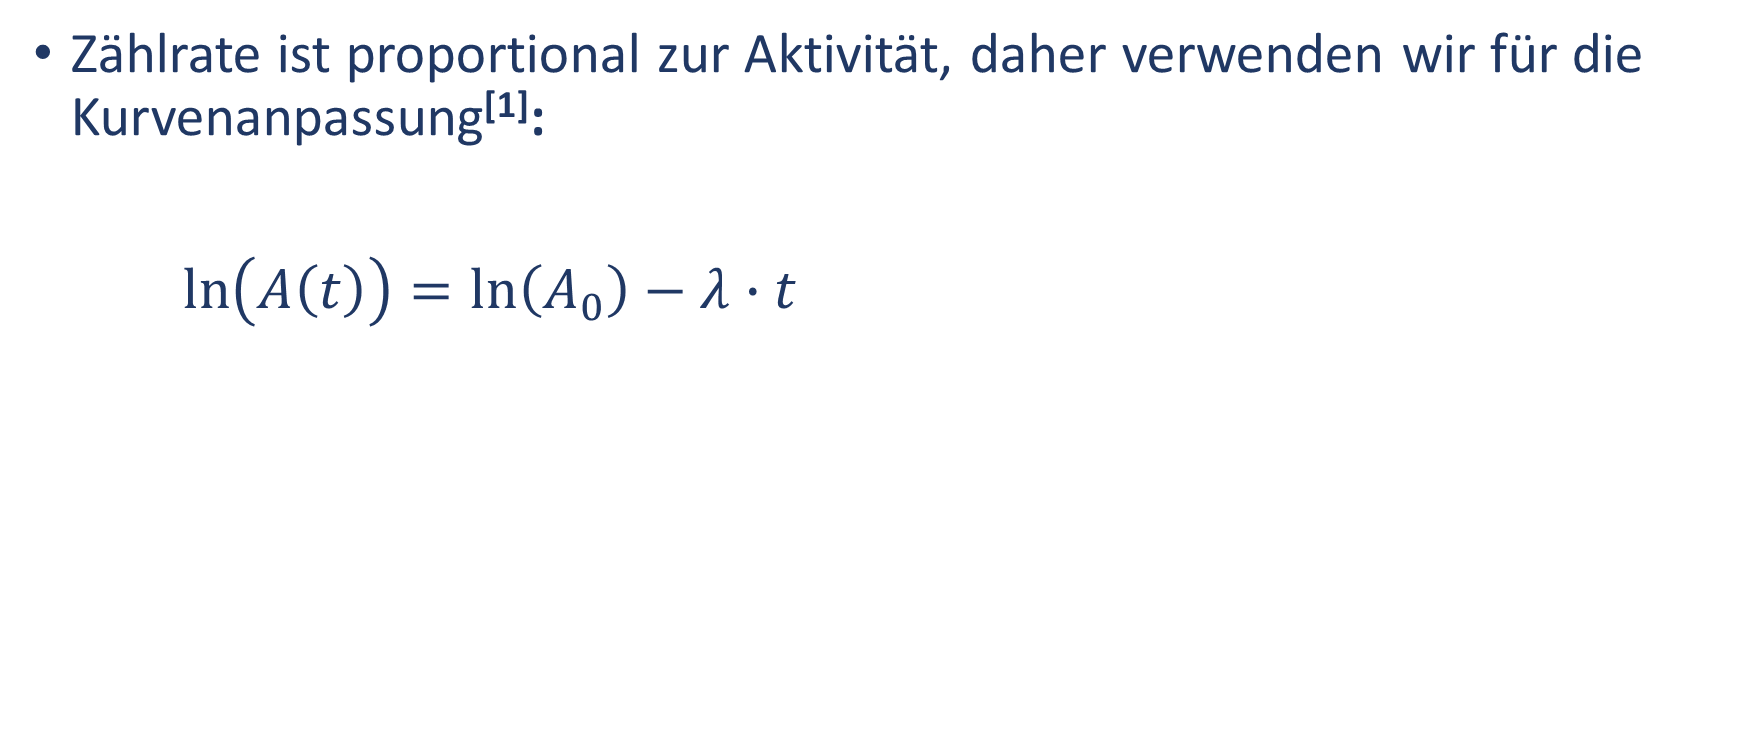 • Zählrate ist proportional zur Aktivität, daher verwenden wir für die
Kurvenanpassung[1]:
ln(A(t)) = ln(A₀) − λ · t